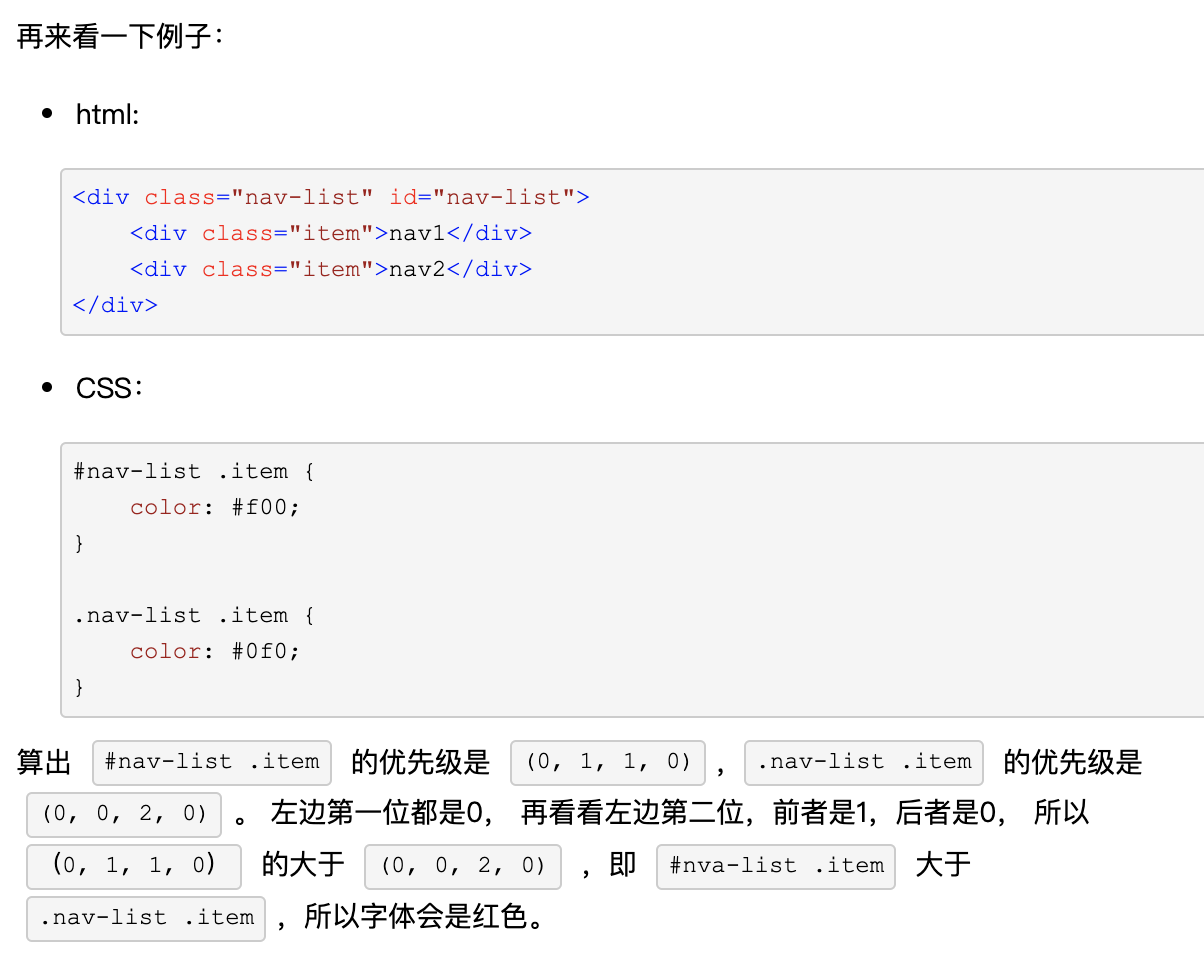 再来看一下例子：
• html:
<div class="nav-list" id="nav-list">
    <div class="item">nav1</div>
    <div class="item">nav2</div>
</div>
• CSS：
#nav-list .item {
    color: #f00;
}

.nav-list .item {
    color: #0f0;
}
算出 #nav-list .item 的优先级是 (0, 1, 1, 0) ， .nav-list .item 的优先级是
(0, 0, 2, 0) 。 左边第一位都是0， 再看看左边第二位，前者是1，后者是0， 所以
(0, 1, 1, 0) 的大于 (0, 0, 2, 0) ，即 #nva-list .item 大于
.nav-list .item ，所以字体会是红色。